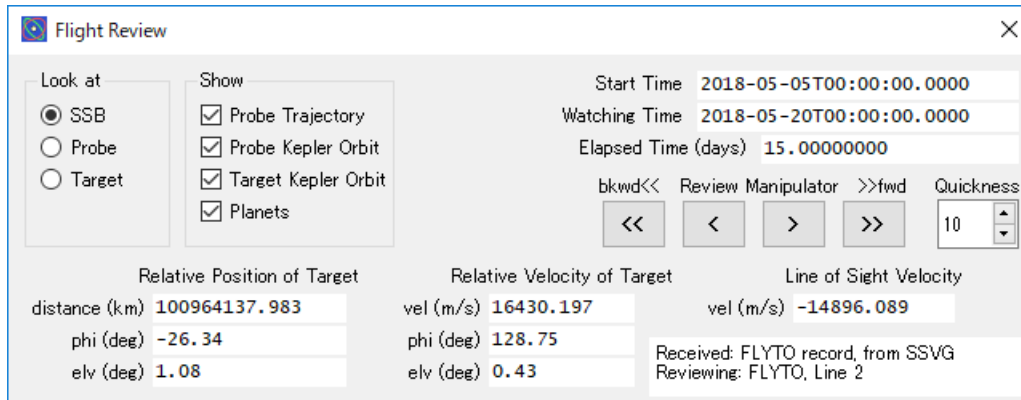 Flight Review
Look at
SSB
Probe
Target
Show
Probe Trajectory
Probe Kepler Orbit
Target Kepler Orbit
Planets
Start Time 2018-05-05T00:00:00.0000
Watching Time 2018-05-20T00:00:00.0000
Elapsed Time (days) 15.00000000
bkwd<< Review Manipulator >>fwd Quickness
<< < > >> 10
Relative Position of Target
distance (km) 100964137.983
phi (deg) -26.34
elv (deg) 1.08
Relative Velocity of Target
vel (m/s) 16430.197
phi (deg) 128.75
elv (deg) 0.43
Line of Sight Velocity
vel (m/s) -14896.089
Received: FLYTO record, from SSVG
Reviewing: FLYTO, Line 2